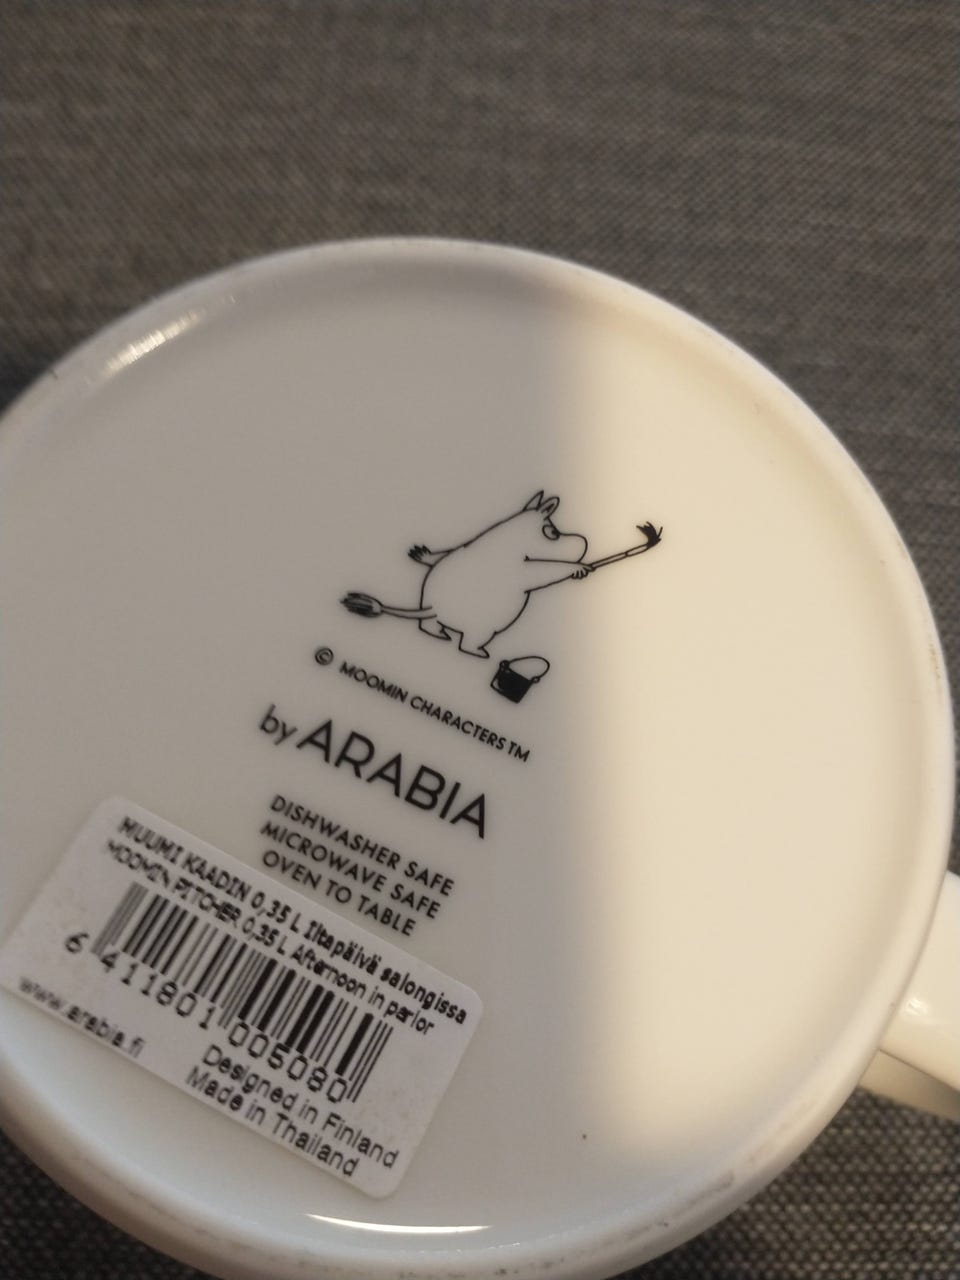 © MOOMIN CHARACTERS TM
by ARABIA
DISHWASHER SAFE
MICROWAVE SAFE
OVEN TO TABLE
MUUMI KAADIN 0,35 L Iltapäivä salongissa
MOOMIN PITCHER 0,35 L Afternoon in parlor
6 411801 005080
www.arabia.fi
Designed in Finland
Made in Thailand